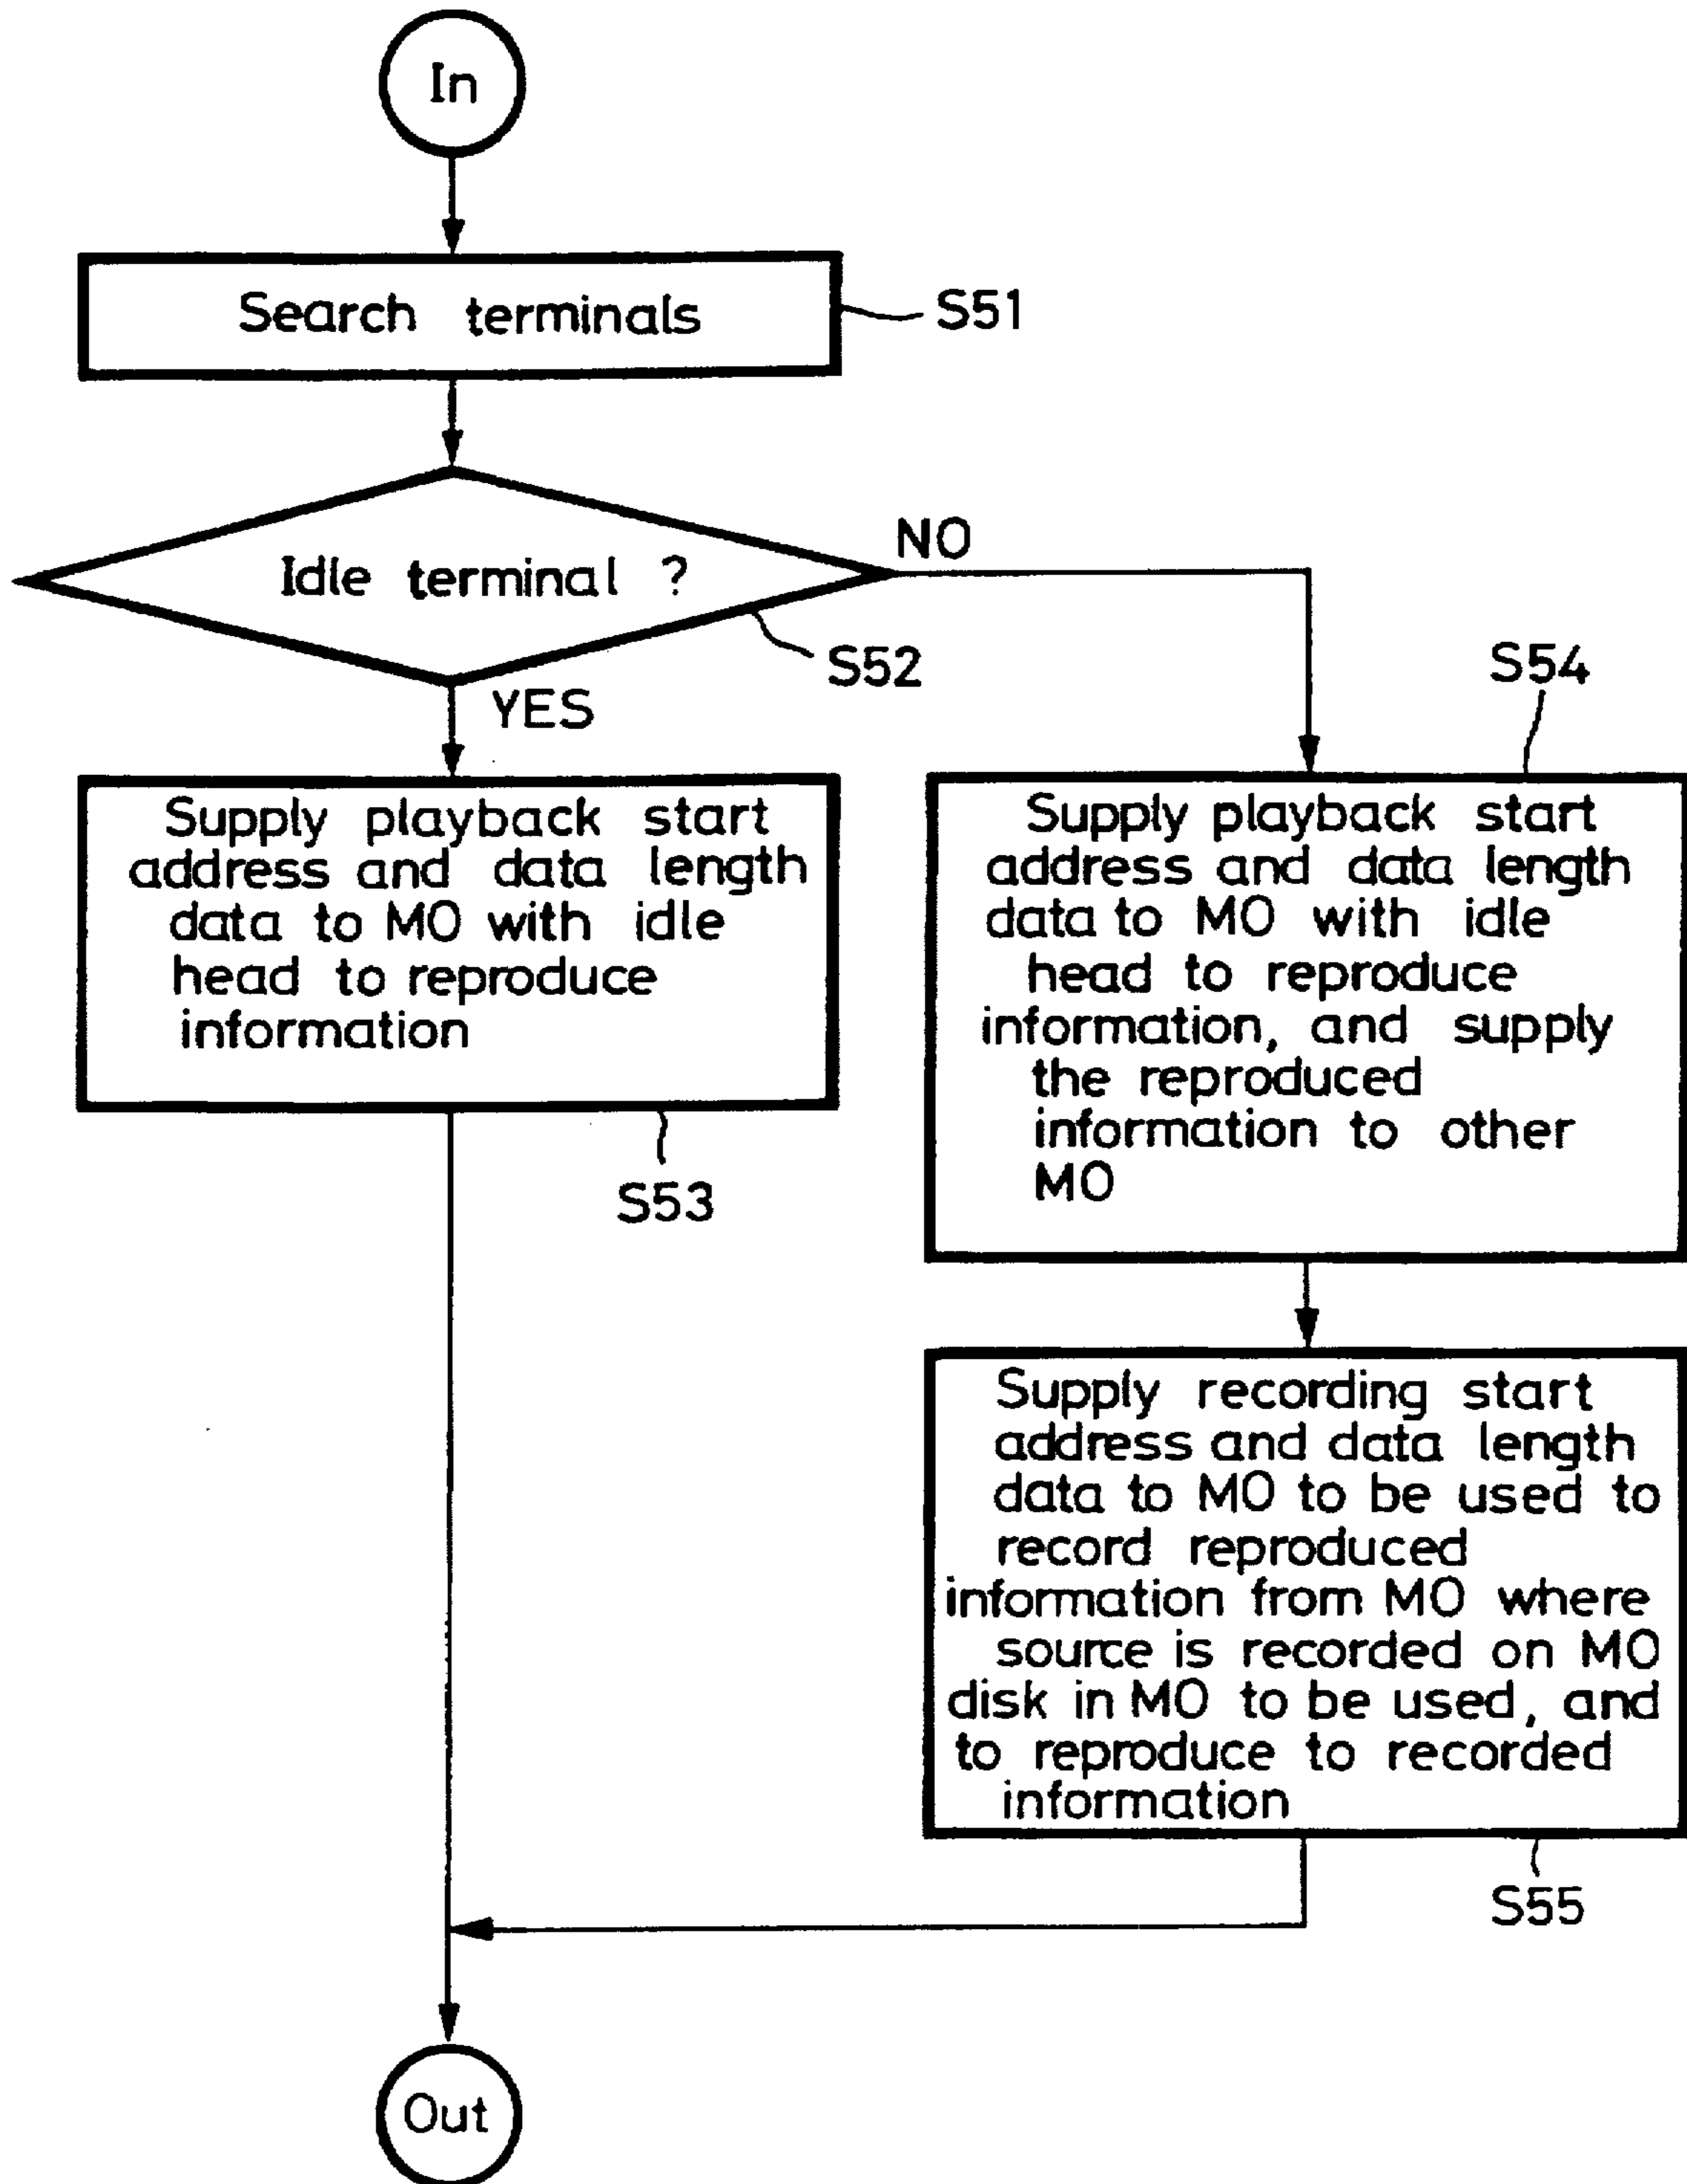 In
Search terminals
S51
Idle terminal ?
NO
S52
YES
Supply playback start
address and data length
data to MO with idle
head to reproduce
information
S53
S54
Supply playback start
address and data length
data to MO with idle
head to reproduce
information, and supply
the reproduced
information to other
MO
Supply recording start
address and data length
data to MO to be used to
record reproduced
information from MO where
source is recorded on MO
disk in MO to be used, and
to reproduce to recorded
information
S55
Out